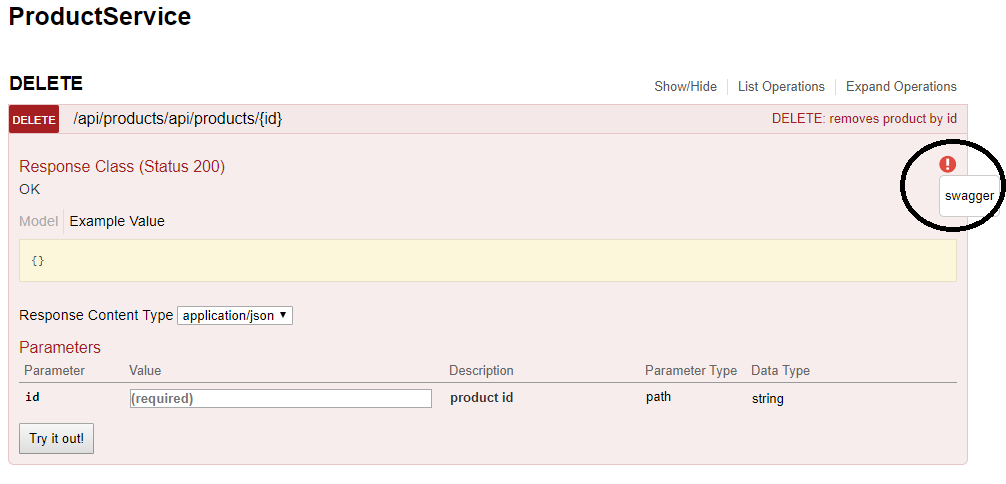 ProductService
DELETE
Show/Hide List Operations Expand Operations
DELETE /api/products/api/products/{id} DELETE: removes product by id
Response Class (Status 200)
OK
swagger
Model Example Value
{}
Response Content Type application/json
Parameters
Parameter Value Description Parameter Type Data Type
id (required) product id path string
Try it out!